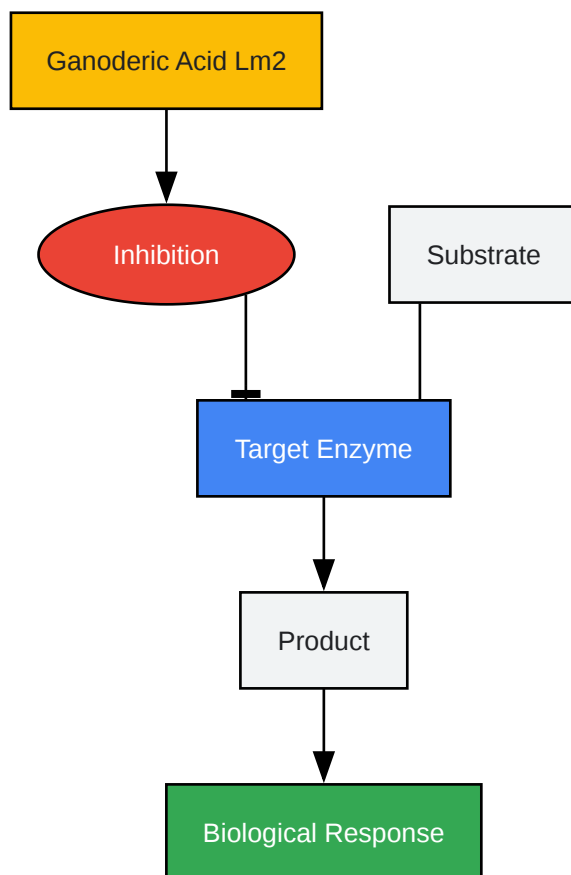 Ganoderic Acid Lm2
Inhibition
Substrate
Target Enzyme
Product
Biological Response